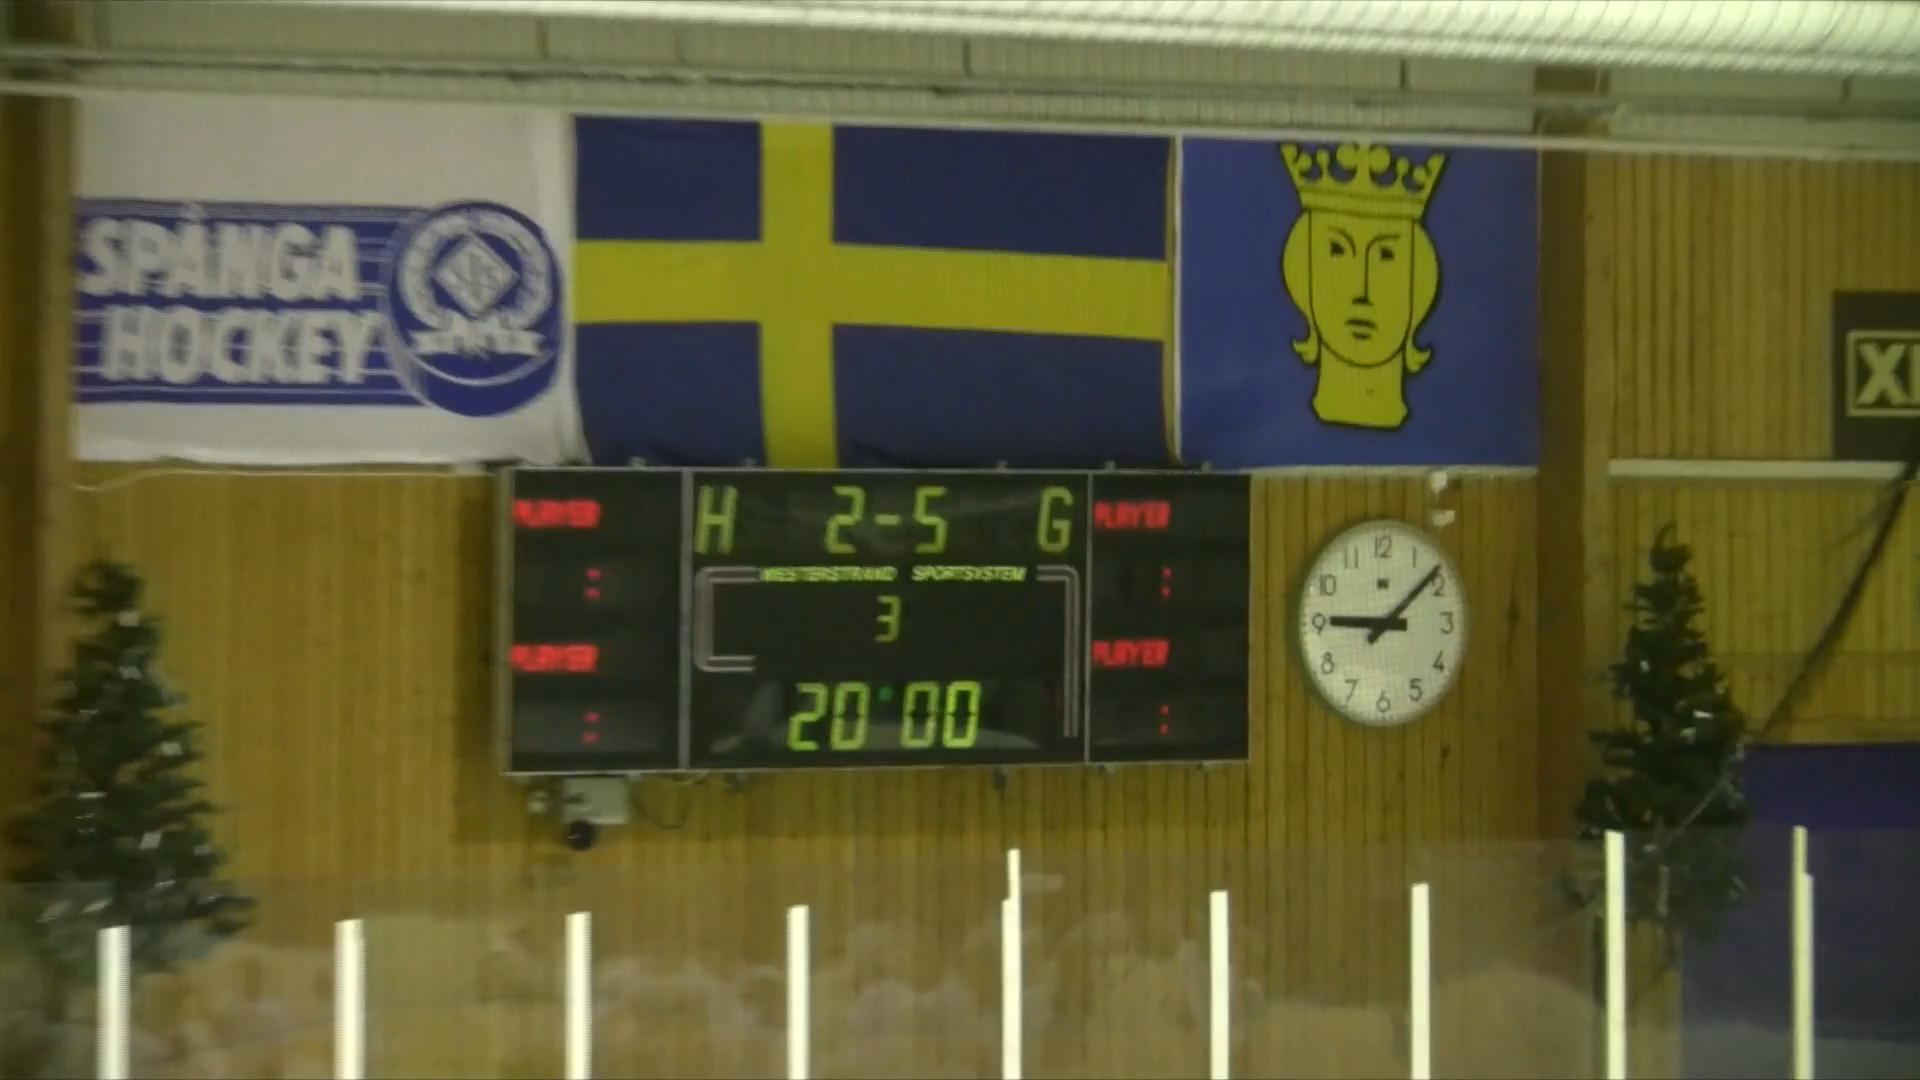 SPÅNGA
HOCKEY
XL
PLAYER
H 2-5 G
PLAYER
WESTERSTRAND SPORTSYSTEM
:
3
:
PLAYER
PLAYER
:
20:00
:
12
11 1
10 2
9 3
8 4
7 5
6